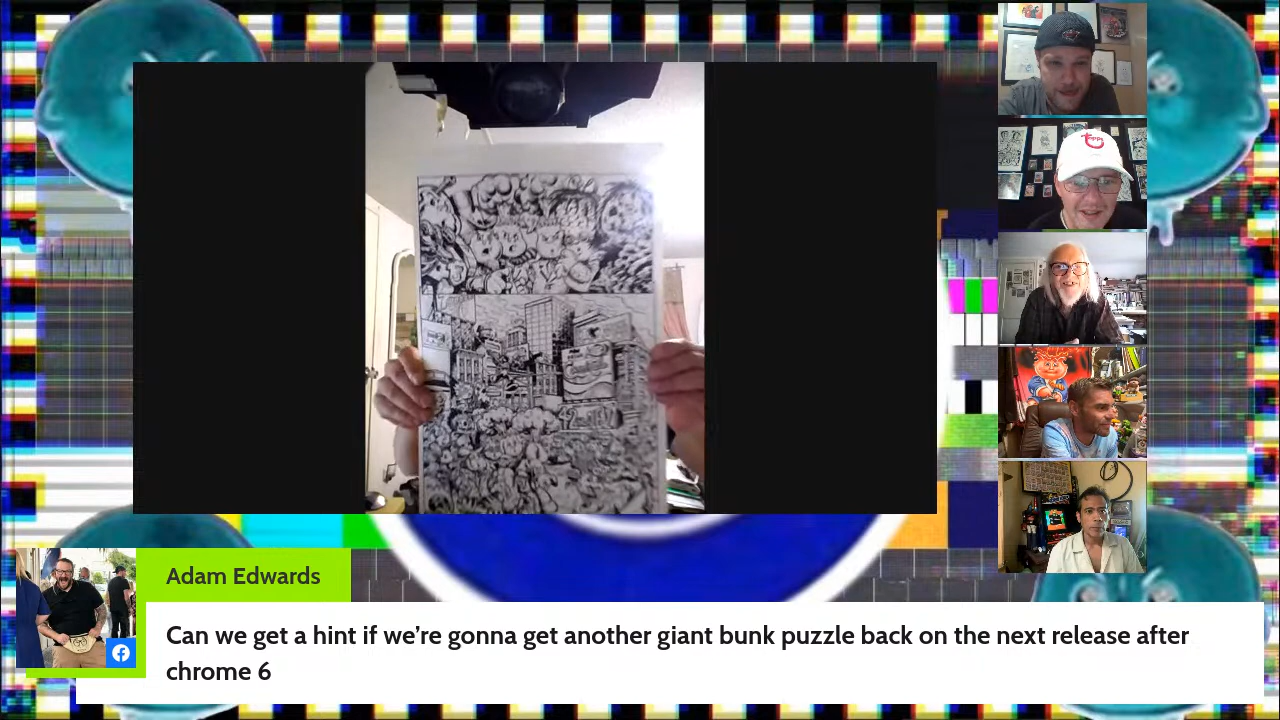 Topps
Adam Edwards
Can we get a hint if we’re gonna get another giant bunk puzzle back on the next release after
chrome 6